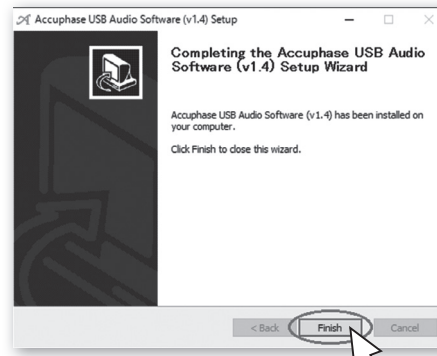 Accuphase USB Audio Software (v1.4) Setup
Completing the Accuphase USB Audio
Software (v1.4) Setup Wizard
Accuphase USB Audio Software (v1.4) has been installed on
your computer.
Click Finish to close this wizard.
< Back Finish Cancel